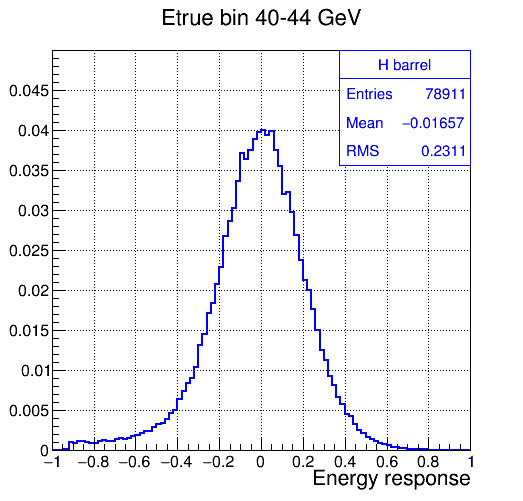 Etrue bin 40-44 GeV
H barrel
Entries 78911
Mean −0.01657
RMS 0.2311
0.045
0.04
0.035
0.03
0.025
0.02
0.015
0.01
0.005
0
−1 −0.8 −0.6 −0.4 −0.2 0 0.2 0.4 0.6 0.8 1
Energy response